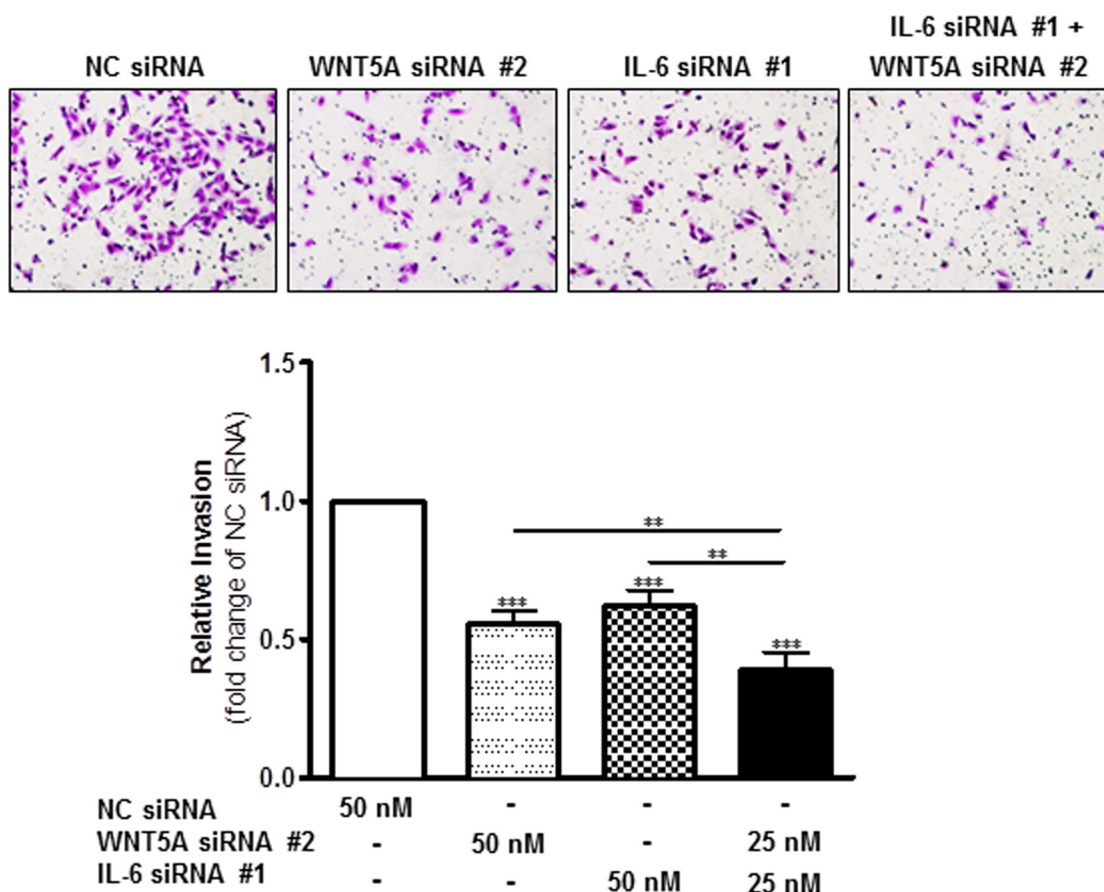 IL-6 siRNA #1 +
NC siRNA WNT5A siRNA #2 IL-6 siRNA #1 WNT5A siRNA #2
1.5
1.0
0.5
0.0
Relative Invasion
(fold change of NC siRNA)
**
**
***
***
***
NC siRNA 50 nM - - -
WNT5A siRNA #2 - 50 nM - 25 nM
IL-6 siRNA #1 - - 50 nM 25 nM